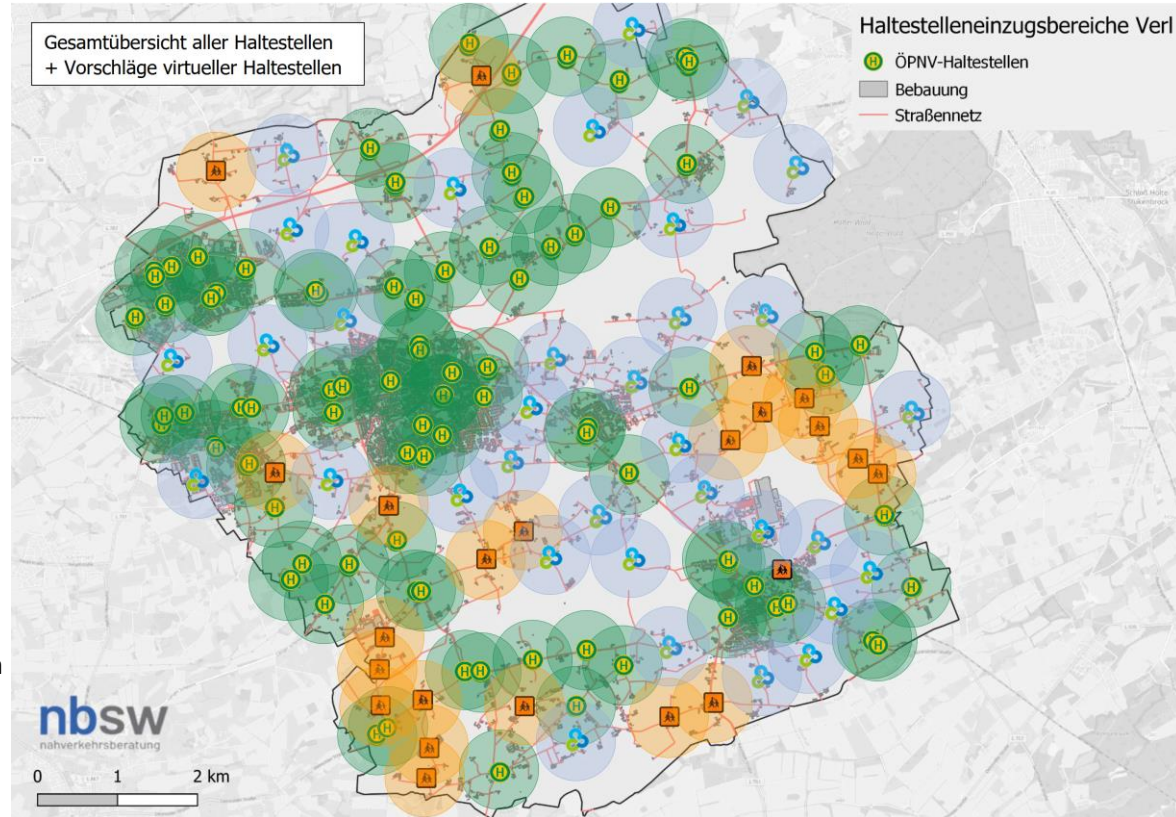 Gesamtübersicht aller Haltestellen
+ Vorschläge virtueller Haltestellen
Haltestelleneinzugsbereiche Verl
H ÖPNV-Haltestellen
Bebauung
Straßennetz
nbsw
nahverkehrsberatung
0 1 2 km